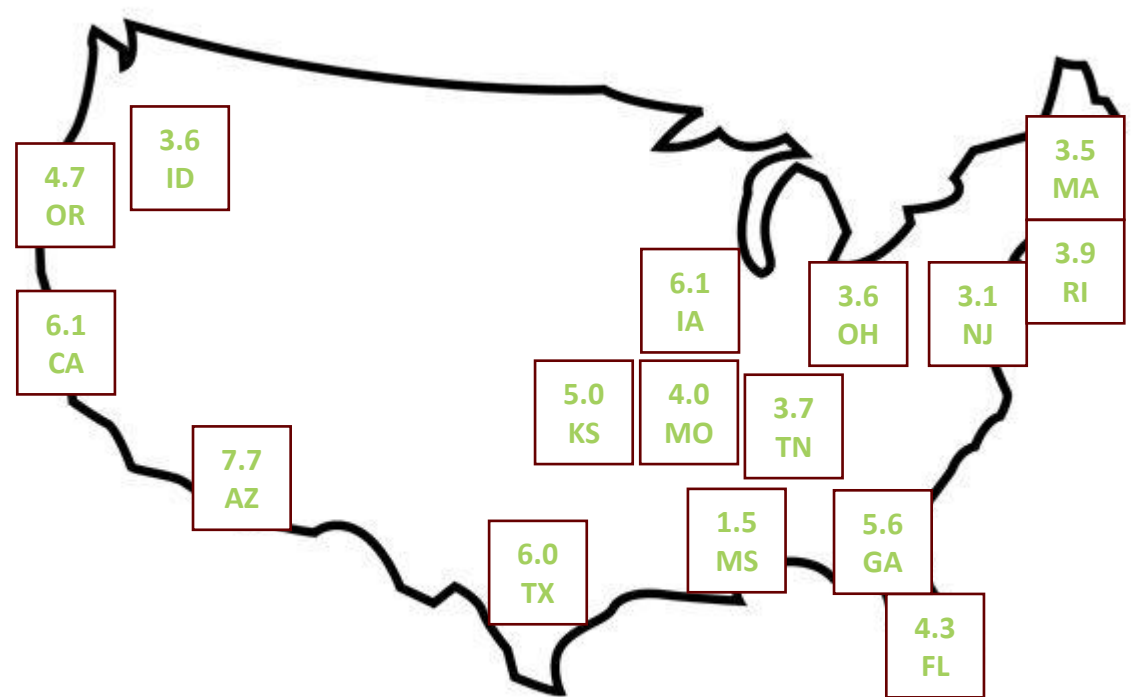 3.6
ID
3.5
MA
4.7
OR
3.9
RI
6.1
IA
3.6
OH
3.1
NJ
6.1
CA
5.0
KS
4.0
MO
3.7
TN
7.7
AZ
1.5
MS
5.6
GA
6.0
TX
4.3
FL